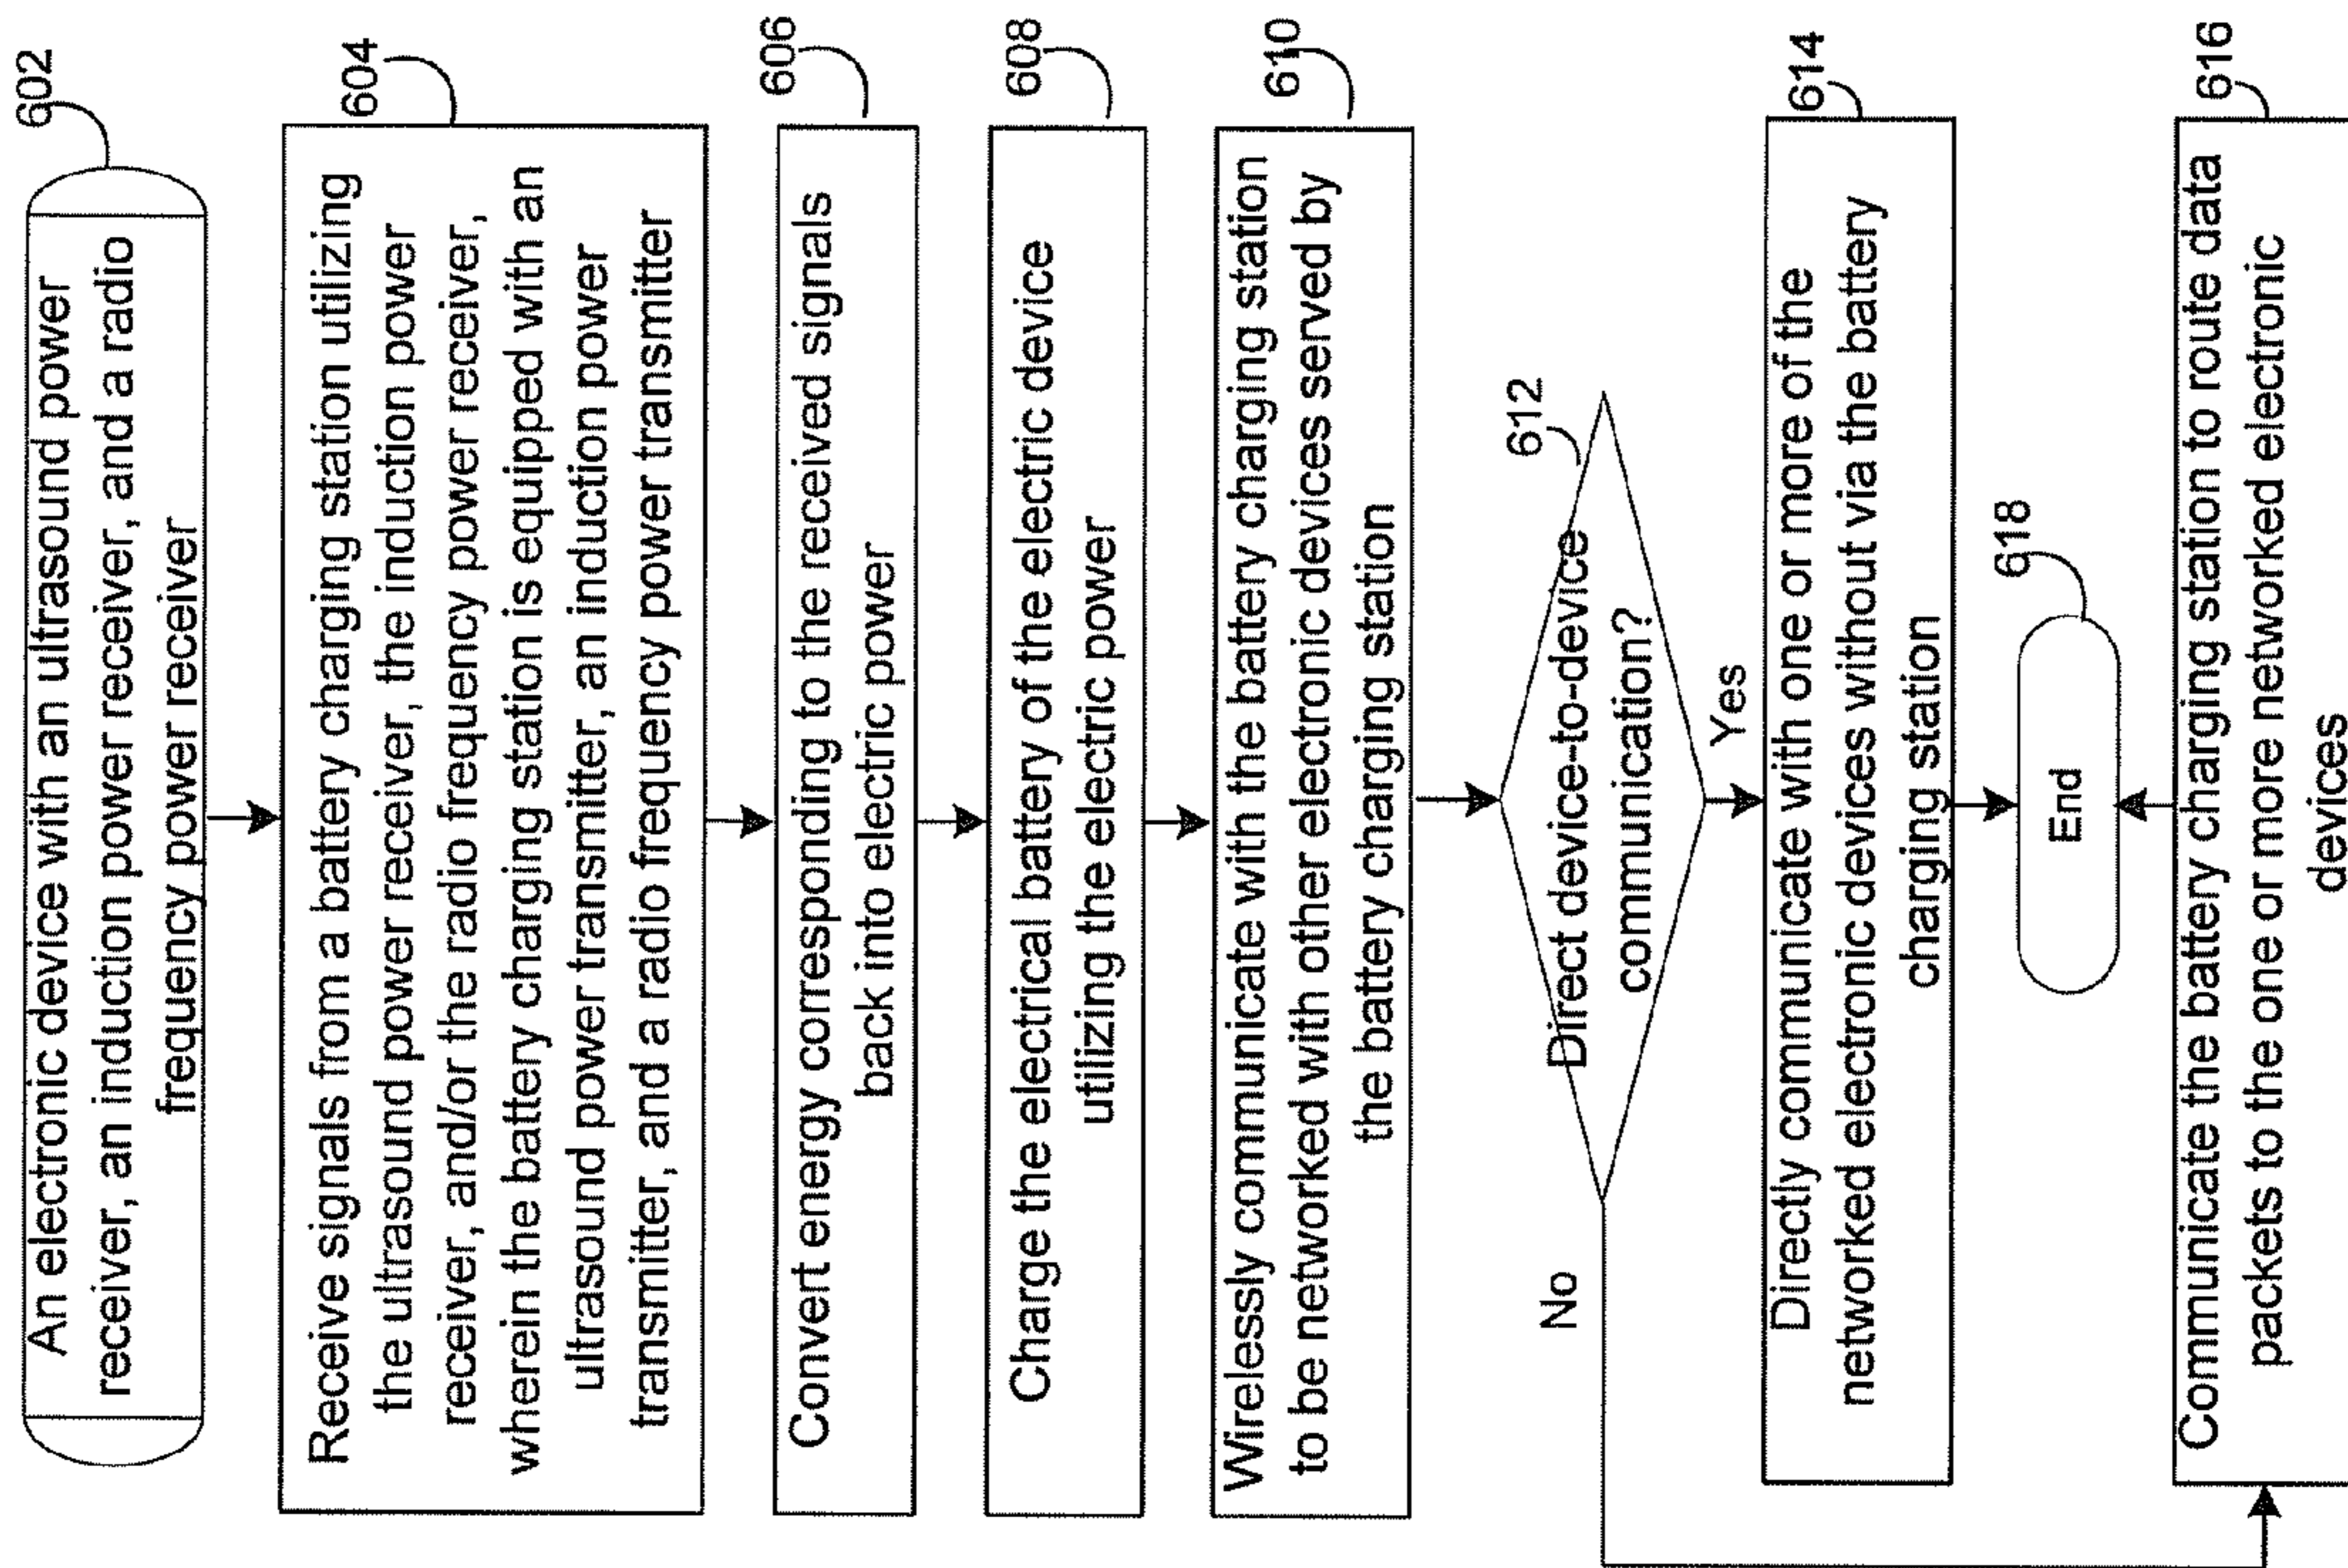 602
An electronic device with an ultrasound power
receiver, an induction power receiver, and a radio
frequency power receiver
604
Receive signals from a battery charging station utilizing
the ultrasound power receiver, the induction power
receiver, and/or the radio frequency power receiver,
wherein the battery charging station is equipped with an
ultrasound power transmitter, an induction power
transmitter, and a radio frequency power transmitter
606
Convert energy corresponding to the received signals
back into electric power
608
Charge the electrical battery of the electric device
utilizing the electric power
610
Wirelessly communicate with the battery charging station
to be networked with other electronic devices served by
the battery charging station
612
Direct device-to-device
communication?
No
Yes
614
Directly communicate with one or more of the
networked electronic devices without via the battery
charging station
618
End
616
Communicate the battery charging station to route data
packets to the one or more networked electronic
devices